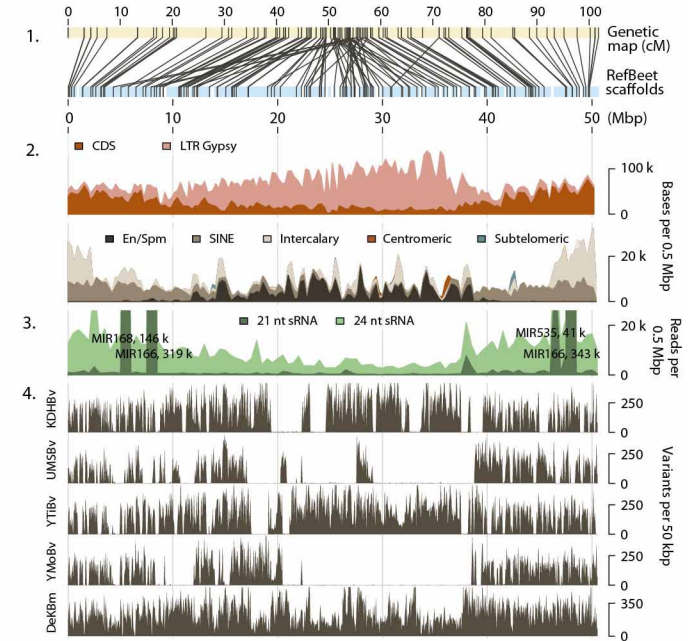 0 10 20 30 40 50 60 70 80 90 100
1.
Genetic
map (cM)
RefBeet
scaffolds
0 10 20 30 40 50 (Mbp)
2.
CDS LTR Gypsy
100 k
0
Bases per 0.5 Mbp
En/Spm SINE Intercalary Centromeric Subtelomeric
20 k
0
3.
21 nt sRNA 24 nt sRNA
MIR168, 146 k
MIR166, 319 k
MIR535, 41 k
MIR166, 343 k
20 k
0
Reads per
0.5 Mbp
4.
KDHBv
250
0
UMSBv
250
0
YTiBv
250
0
YMoBv
250
0
DeKBm
350
0
Variants per 50 kbp